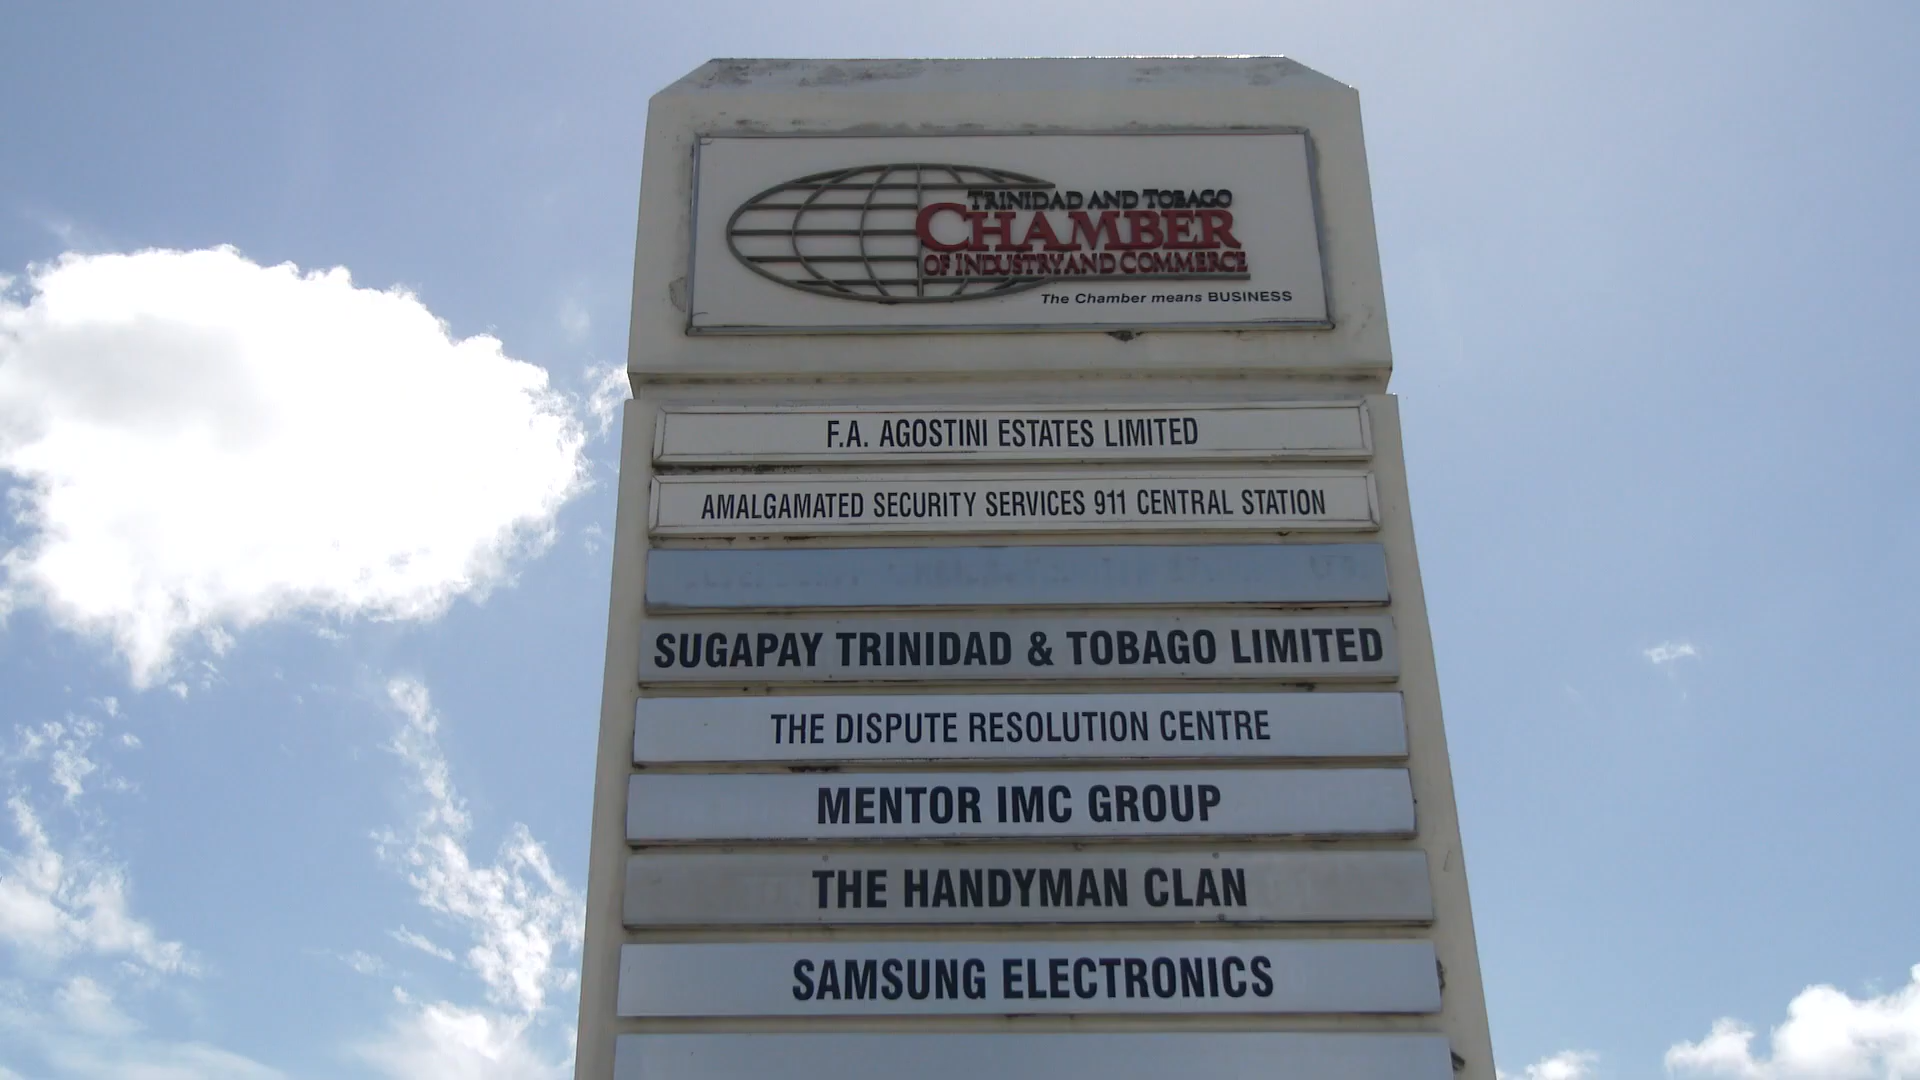 TRINIDAD AND TOBAGO
CHAMBER
OF INDUSTRY AND COMMERCE
The Chamber means BUSINESS
F.A. AGOSTINI ESTATES LIMITED
AMALGAMATED SECURITY SERVICES 911 CENTRAL STATION
SUGAPAY TRINIDAD & TOBAGO LIMITED
THE DISPUTE RESOLUTION CENTRE
MENTOR IMC GROUP
THE HANDYMAN CLAN
SAMSUNG ELECTRONICS